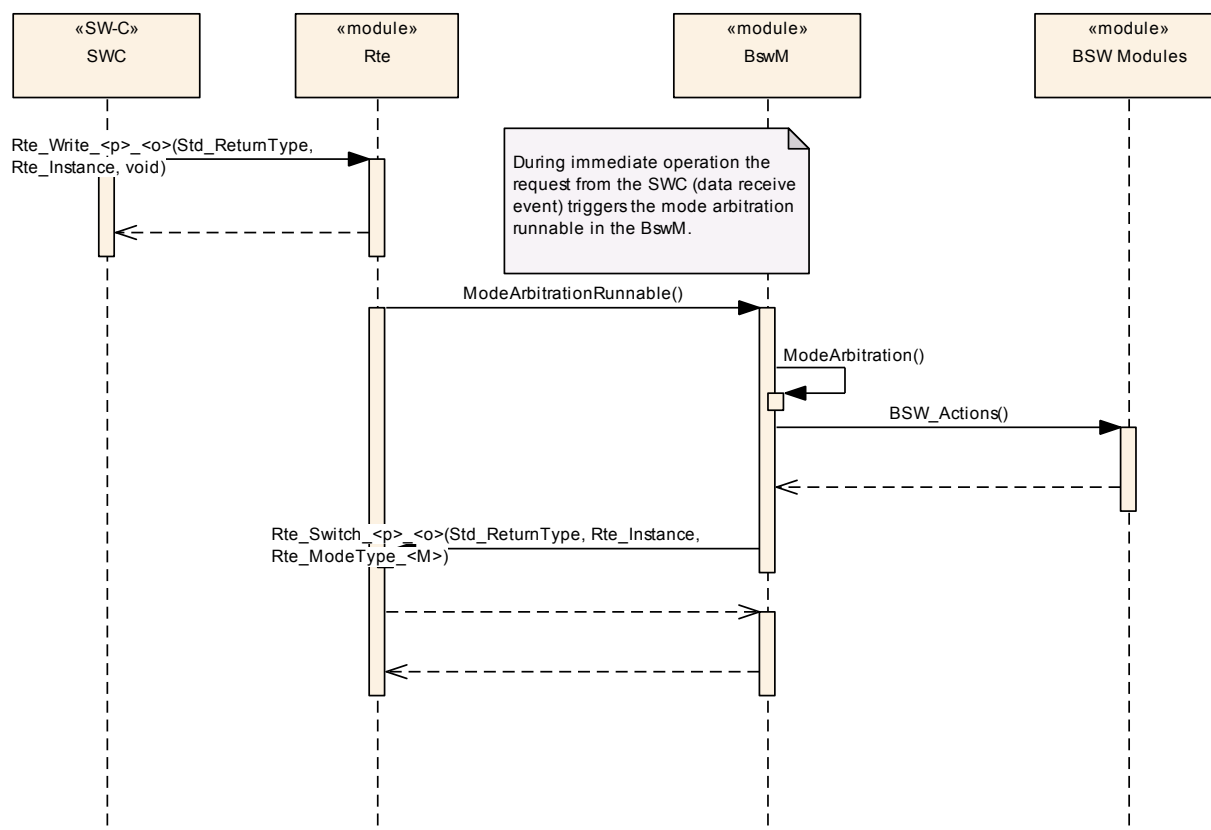 «SW-C»
SWC
«module»
Rte
«module»
BswM
«module»
BSW Modules
Rte_Write_<p>_<o>(Std_ReturnType,
Rte_Instance, void)
During immediate operation the
request from the SWC (data receive
event) triggers the mode arbitration
runnable in the BswM.
ModeArbitrationRunnable()
ModeArbitration()
BSW_Actions()
Rte_Switch_<p>_<o>(Std_ReturnType, Rte_Instance,
Rte_ModeType_<M>)